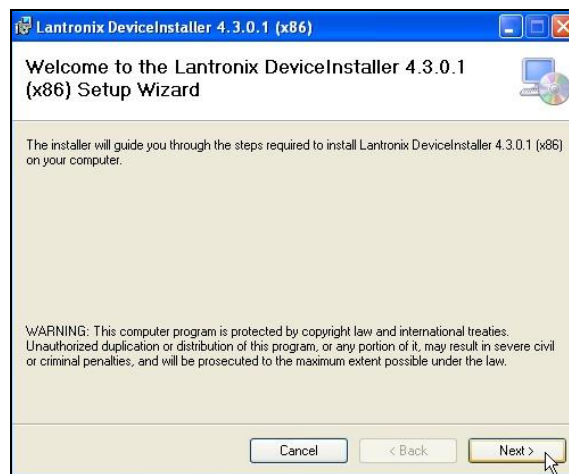 Lantronix DeviceInstaller 4.3.0.1 (x86)
Welcome to the Lantronix DeviceInstaller 4.3.0.1
(x86) Setup Wizard
The installer will guide you through the steps required to install Lantronix DeviceInstaller 4.3.0.1 (x86)
on your computer.
WARNING: This computer program is protected by copyright law and international treaties.
Unauthorized duplication or distribution of this program, or any portion of it, may result in severe civil
or criminal penalties, and will be prosecuted to the maximum extent possible under the law.
Cancel < Back Next >